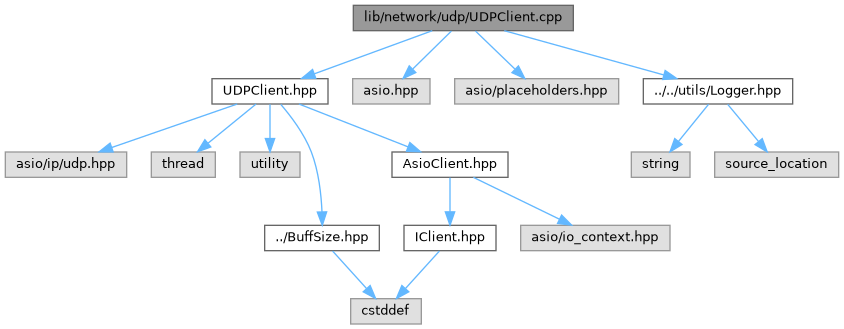 lib/network/udp/UDPClient.cpp
UDPClient.hpp
asio.hpp
asio/placeholders.hpp
../../utils/Logger.hpp
asio/ip/udp.hpp
thread
utility
AsioClient.hpp
string
source_location
../BuffSize.hpp
IClient.hpp
asio/io_context.hpp
cstddef